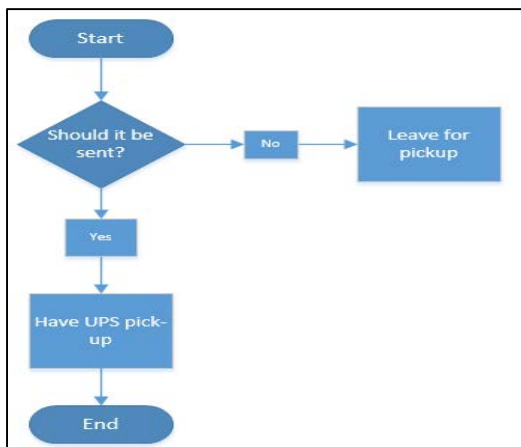 Start
Should it be
sent?
No
Leave for
pickup
Yes
Have UPS pick-
up
End